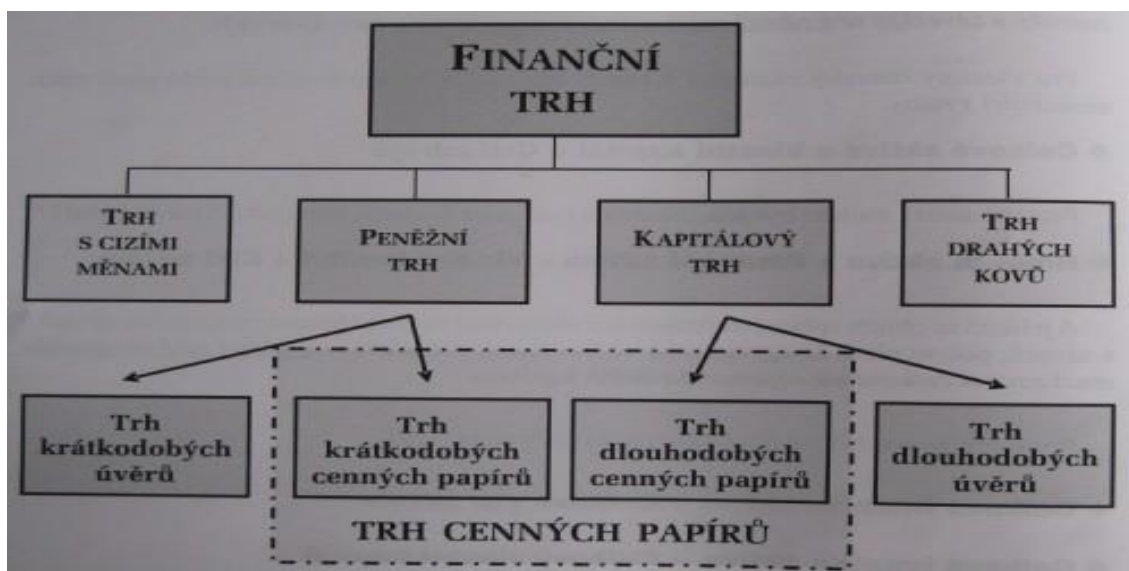 FINANČNÍ
TRH
TRH
S CIZÍMI
MĚNAMI
PENĚŽNÍ
TRH
KAPITÁLOVÝ
TRH
TRH
DRAHÝCH
KOVŮ
Trh
krátkodobých
úvěrů
Trh
krátkodobých
cenných papírů
Trh
dlouhodobých
cenných papírů
Trh
dlouhodobých
úvěrů
TRH CENNÝCH PAPÍRŮ